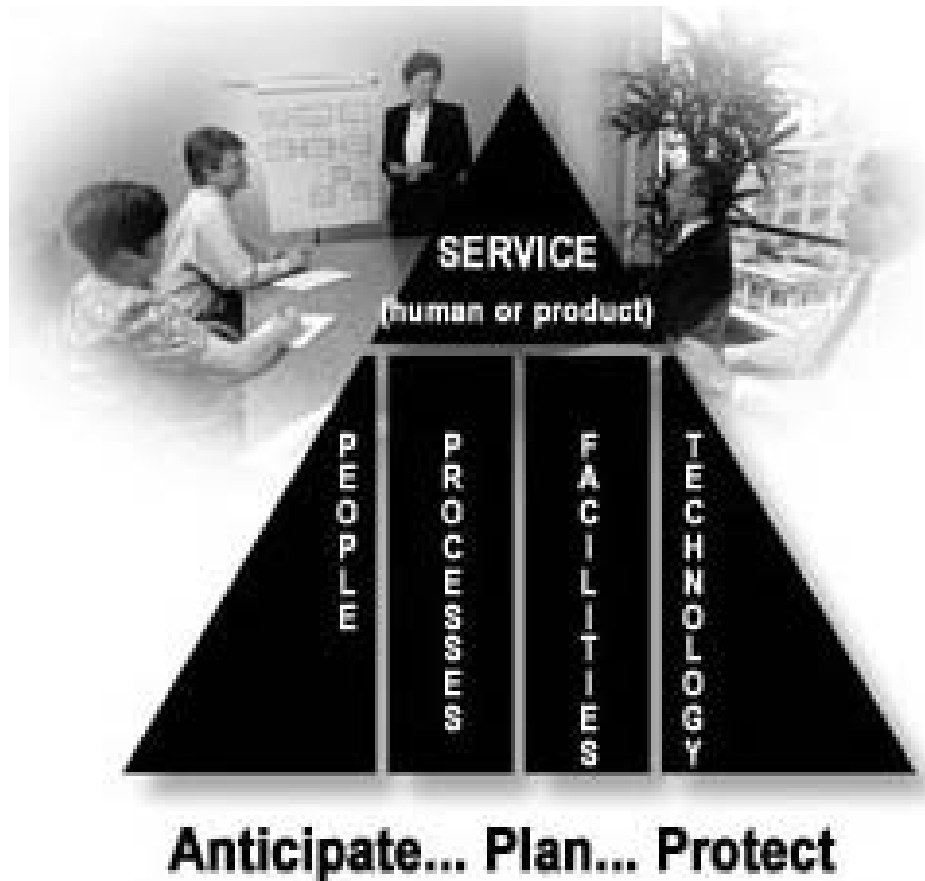 SERVICE
(human or product)
PEOPLE
PROCESSES
FACILITIES
TECHNOLOGY
Anticipate... Plan... Protect